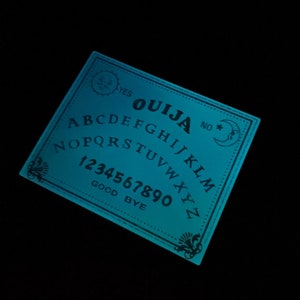 YES OUIJA NO
ABCDEFGHIJKLM
NOPQRSTUVWXYZ
1234567890
GOOD BYE